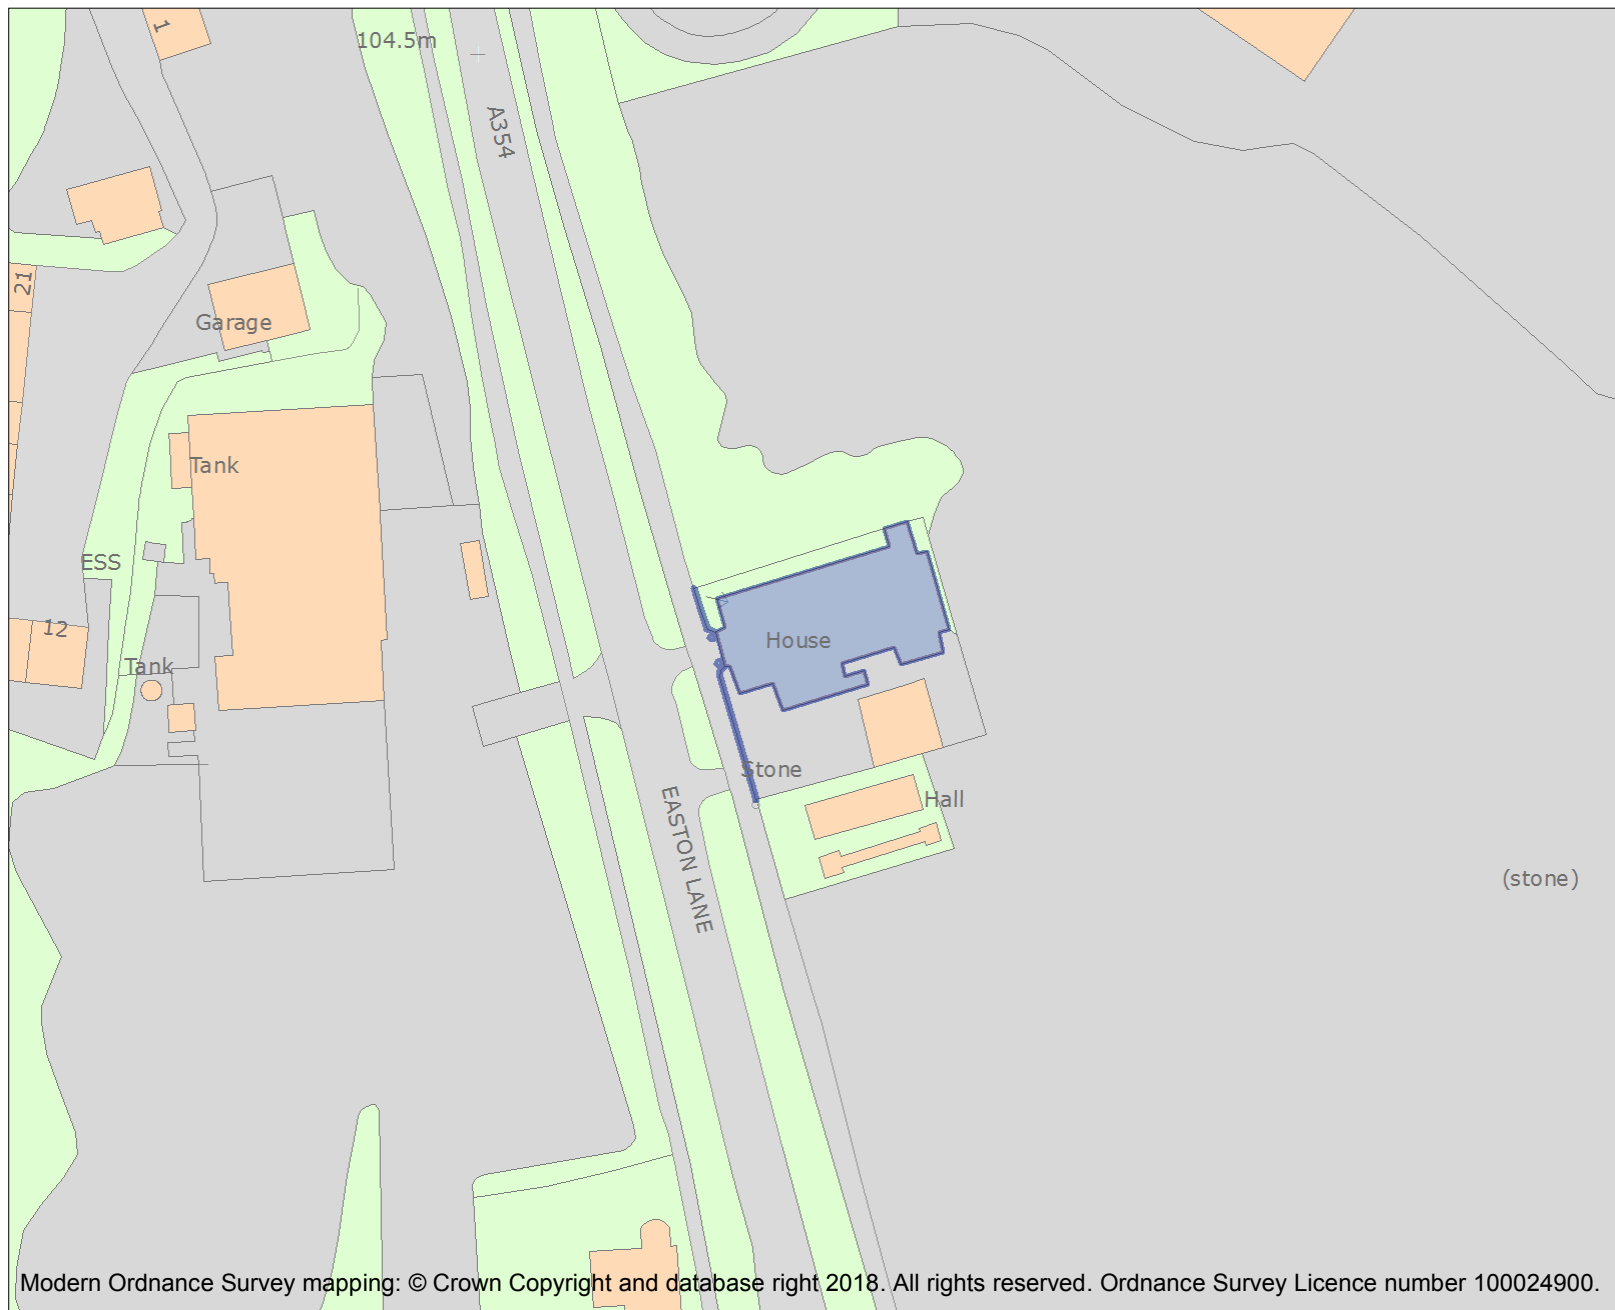 1
104.5m
A354
21
Garage
Tank
ESS
12
House
Tank
Stone
EASTON LANE
Hall
(stone)
Modern Ordnance Survey mapping: © Crown Copyright and database right 2018. All rights reserved. Ordnance Survey Licence number 100024900.